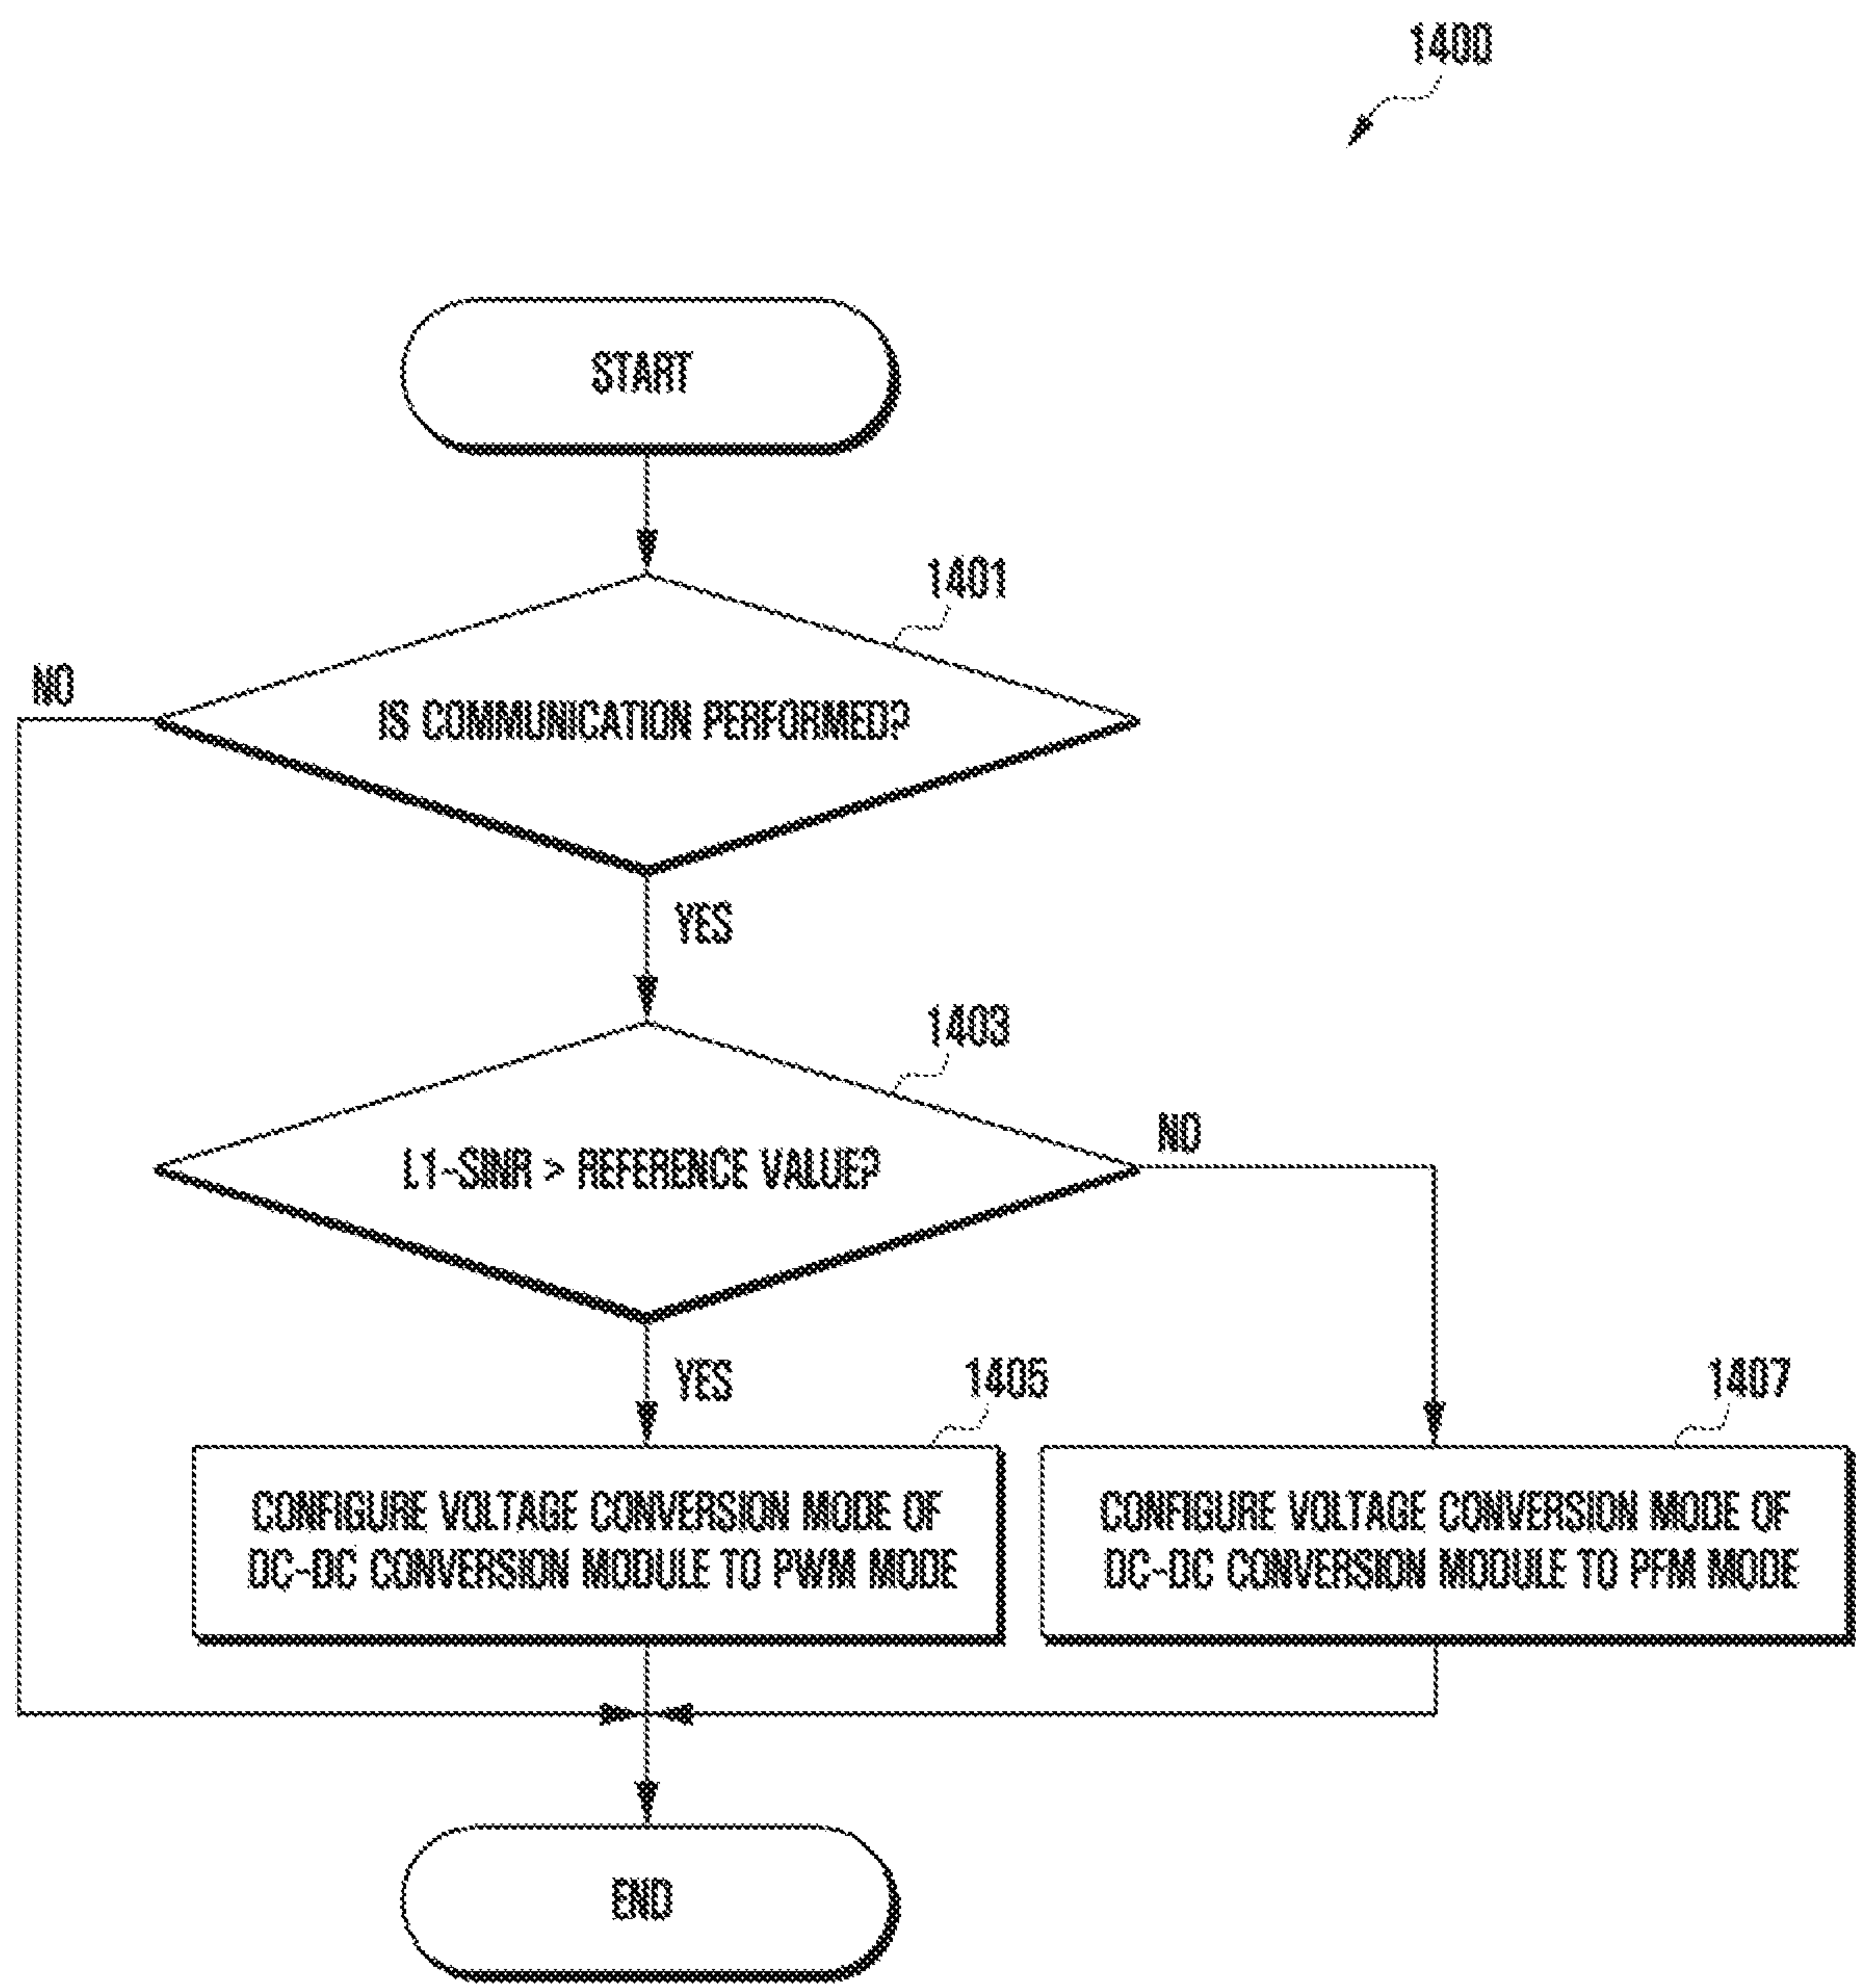 1400
START
1401
NO
IS COMMUNICATION PERFORMED?
YES
1403
NO
L1-SINR > REFERENCE VALUE?
YES
1405
1407
CONFIGURE VOLTAGE CONVERSION MODE OF
DC-DC CONVERSION MODULE TO PWM MODE
CONFIGURE VOLTAGE CONVERSION MODE OF
DC-DC CONVERSION MODULE TO PFM MODE
END